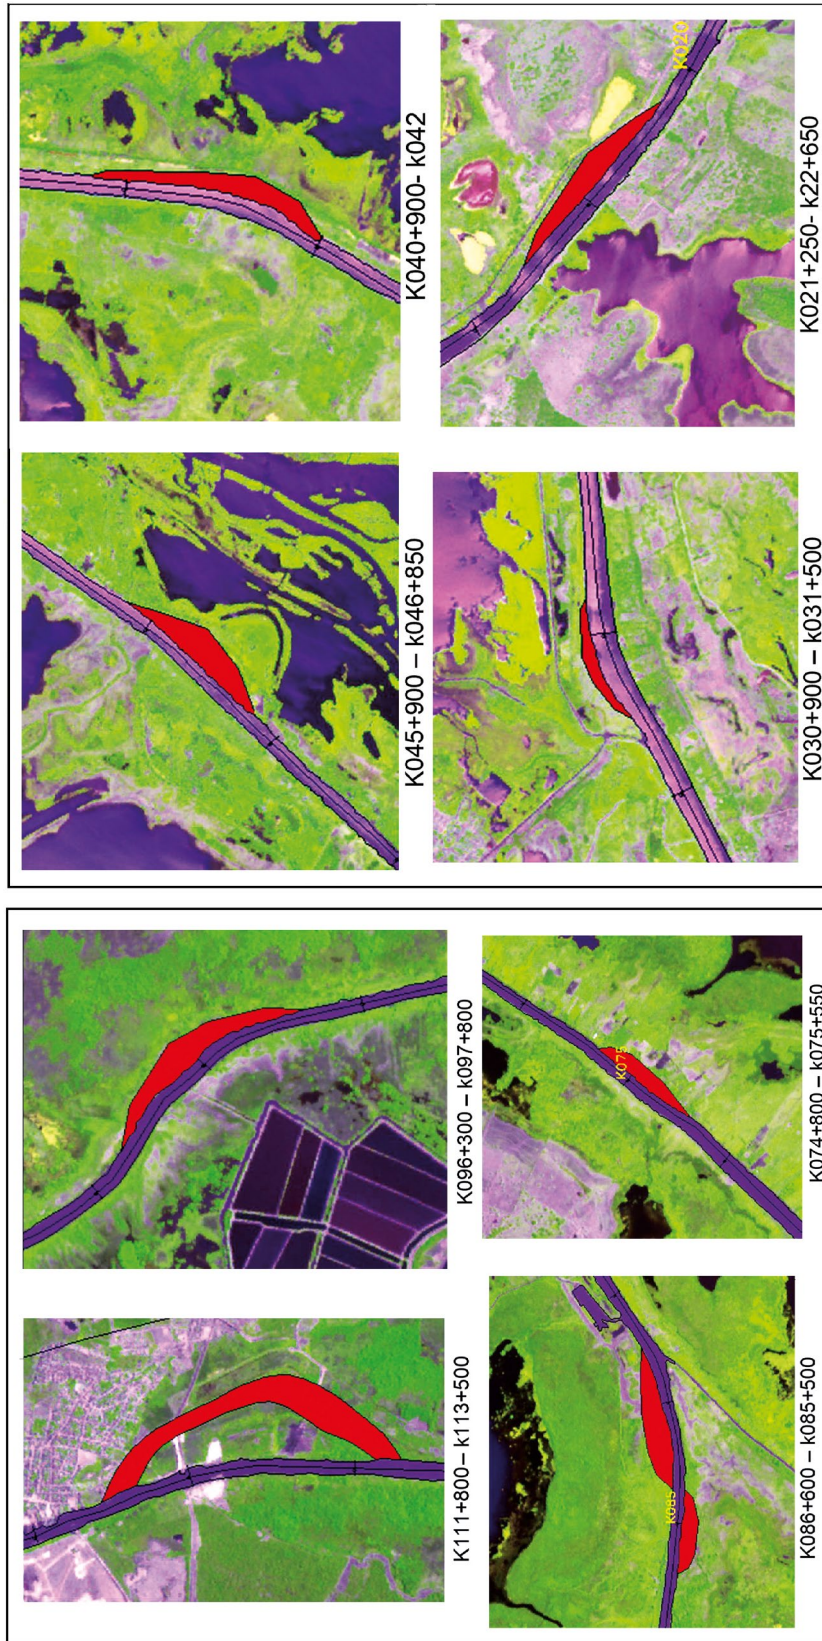 K111+800– k113+500
K096+300 – k097+800
K045+900 – k046+850
K040+900- k042
K085
K086+600 – k085+500
K075
K074+800 – k075+550
K030+900 – k031+500
K020
K021+250- k22+650